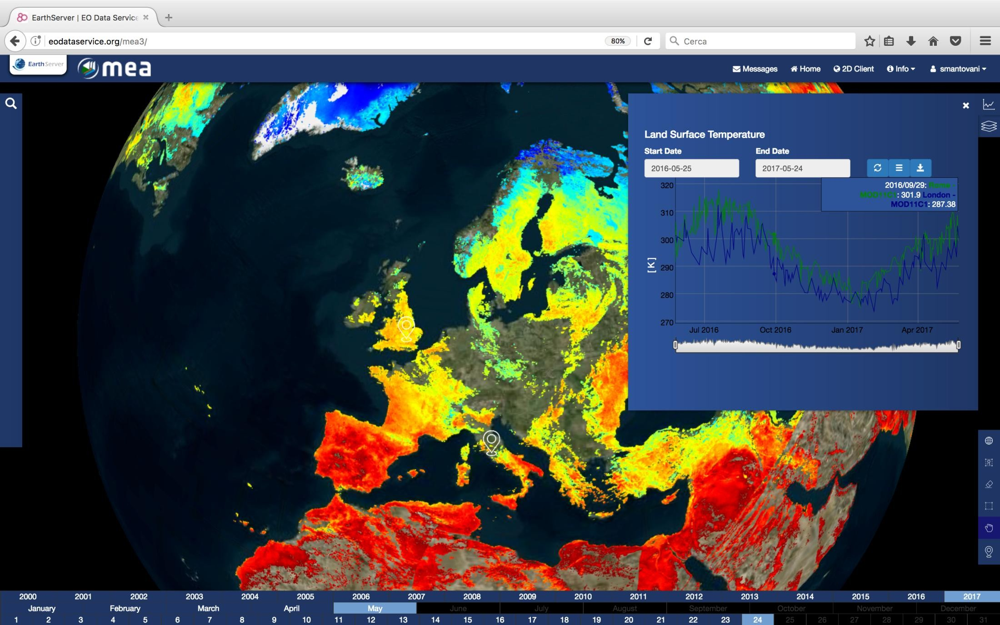 EarthServer | EO Data Service
eodataservice.org/mea3/
80%
Cerca
EarthServer
mea
Messages
Home
2D Client
Info
smantovani
Land Surface Temperature
Start Date
End Date
2016-05-25
2017-05-24
2016/09/29: Rome -
MOD11C1: 301.9 London -
MOD11C1: 287.38
320
310
300
290
280
270
[K]
Jul 2016 Oct 2016 Jan 2017 Apr 2017
2000 2001 2002 2003 2004 2005 2006 2007 2008 2009 2010 2011 2012 2013 2014 2015 2016 2017
January February March April May June July August September October November December
1 2 3 4 5 6 7 8 9 10 11 12 13 14 15 16 17 18 19 20 21 22 23 24 25 26 27 28 29 30 31